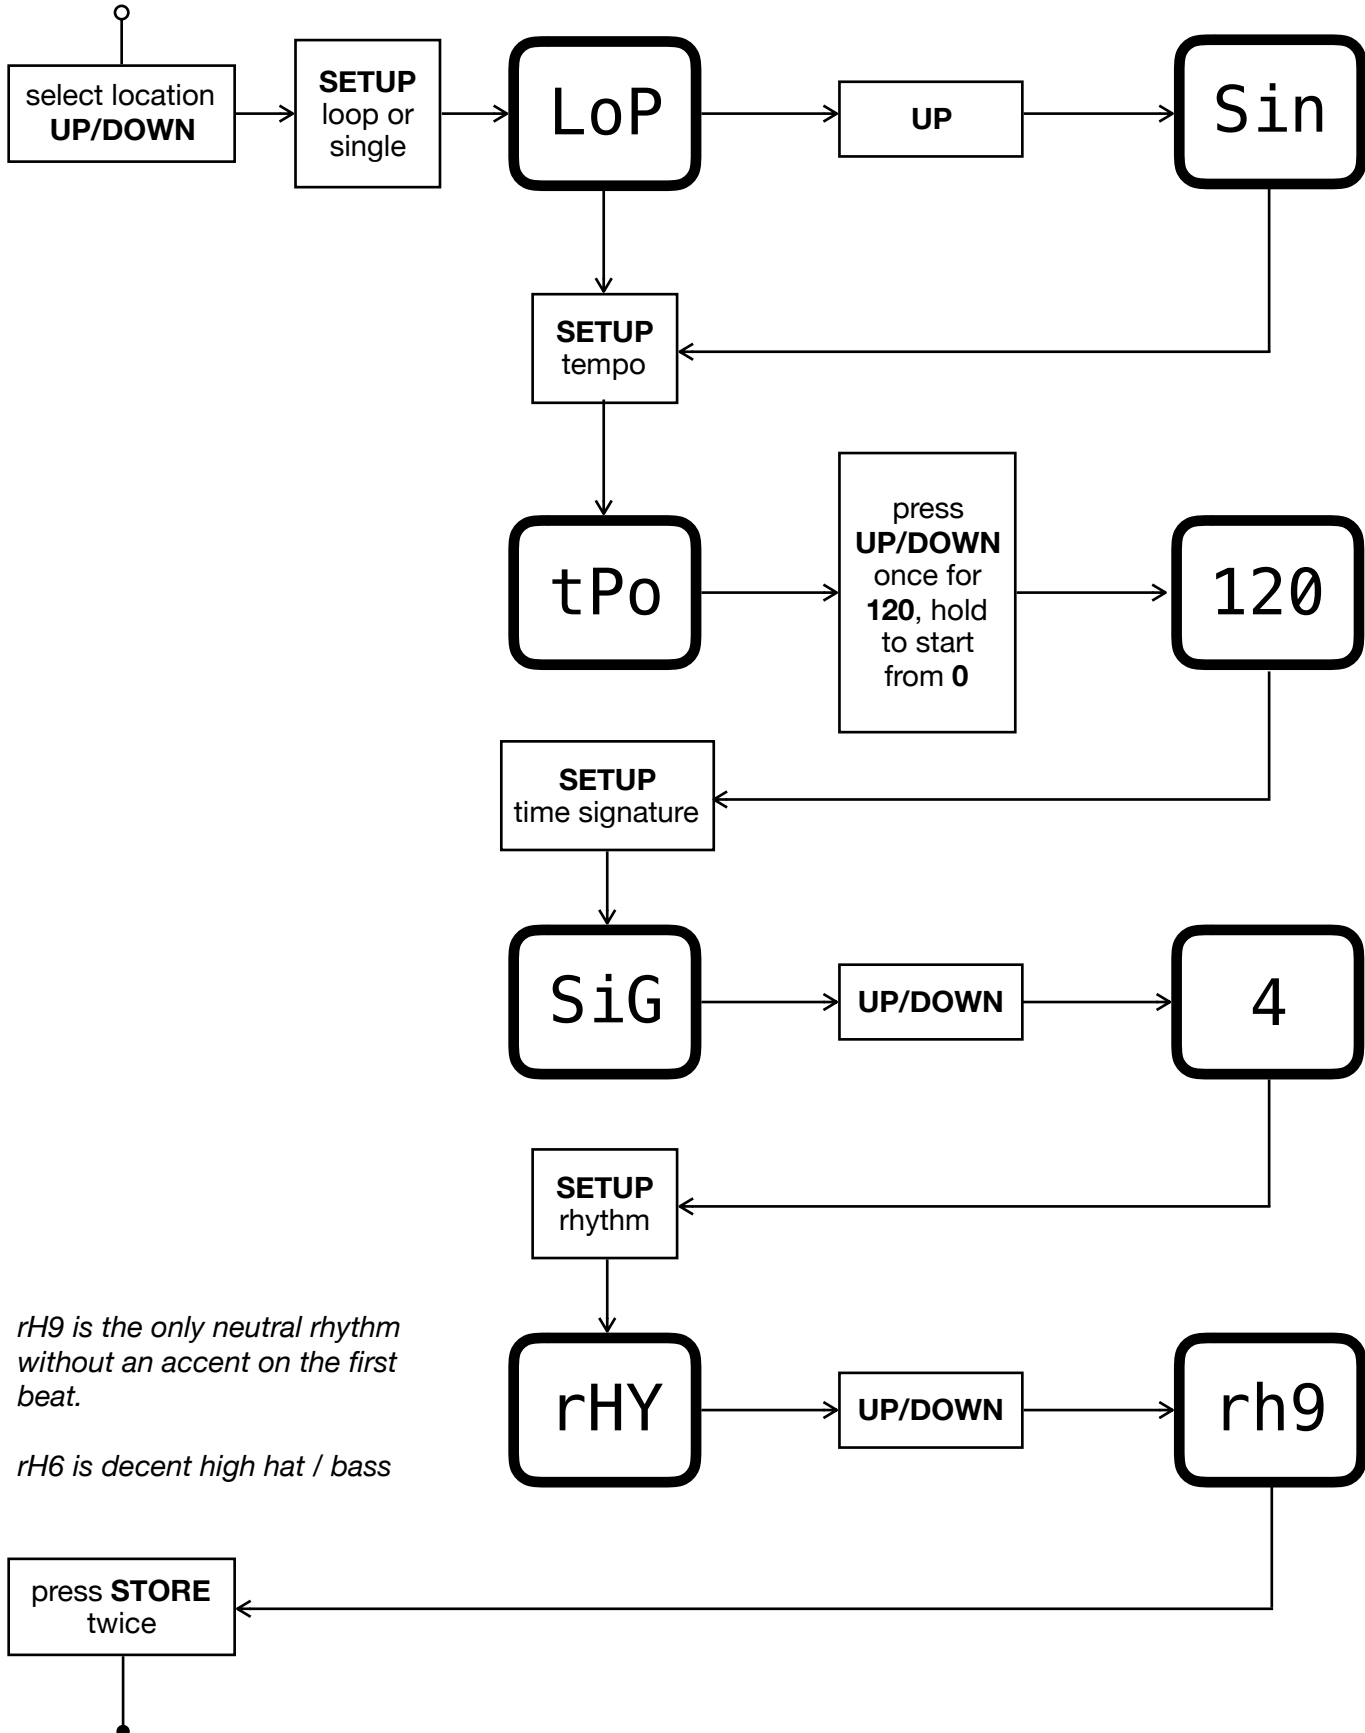 select location
UP/DOWN
SETUP
loop or
single
LoP
UP
Sin
SETUP
tempo
tPo
press
UP/DOWN
once for
120, hold
to start
from 0
120
SETUP
time signature
SiG
UP/DOWN
4
SETUP
rhythm
rH9 is the only neutral rhythm
without an accent on the first
beat.
rH6 is decent high hat / bass
rHY
UP/DOWN
rh9
press STORE
twice